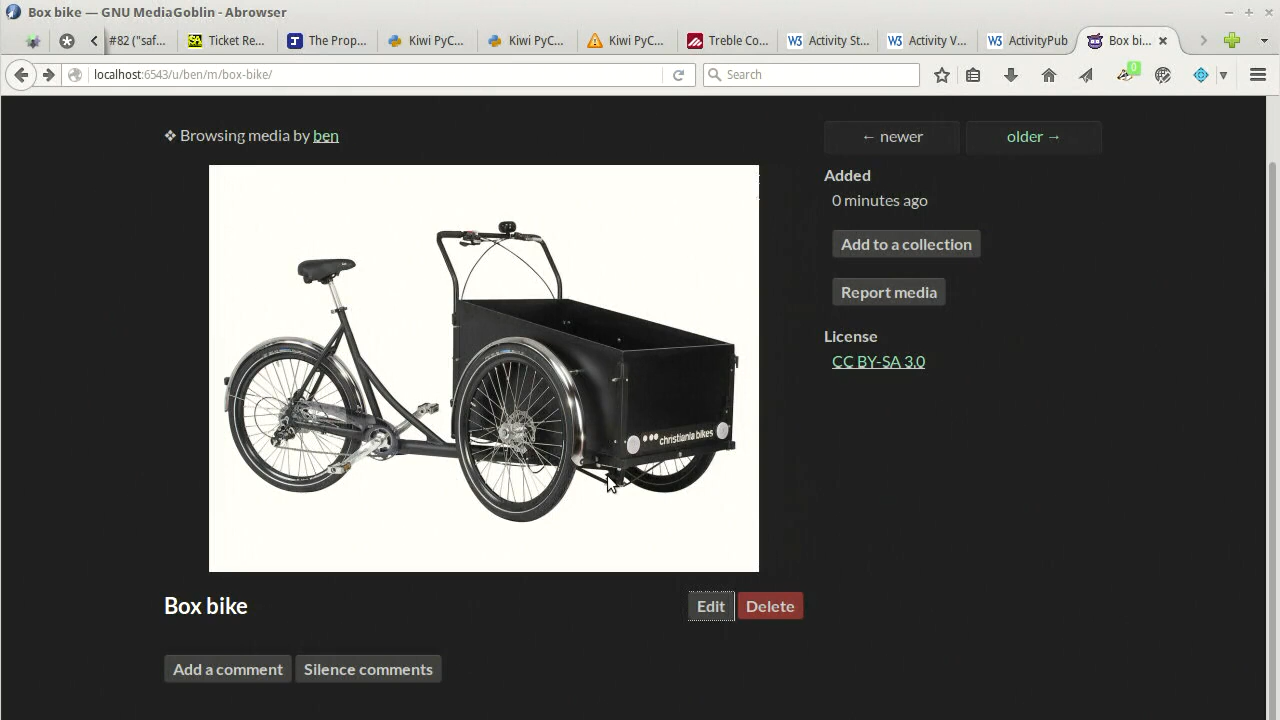 Box bike — GNU MediaGoblin - Abrowser
#82 ("saf...
Ticket Re...
The Prop...
Kiwi PyC...
Kiwi PyC...
Kiwi PyC...
Treble Co...
Activity St...
Activity V...
ActivityPub
Box bi...
localhost:6543/u/ben/m/box-bike/
Search
0
❖ Browsing media by ben
← newer
older →
Added
0 minutes ago
Add to a collection
Report media
License
CC BY-SA 3.0
christiania bikes
Box bike
Edit
Delete
Add a comment
Silence comments